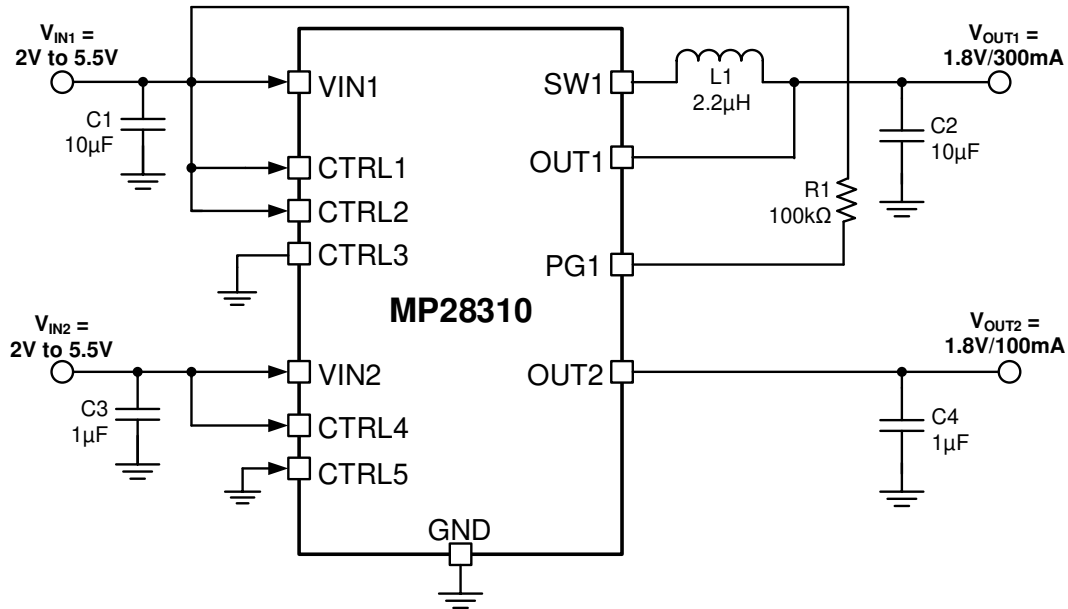 VIN1 =
2V to 5.5V
C1
10µF
VIN1
CTRL1
CTRL2
CTRL3
MP28310
SW1
OUT1
PG1
L1
2.2µH
R1
100kΩ
VOUT1 =
1.8V/300mA
C2
10µF
VIN2 =
2V to 5.5V
C3
1µF
VIN2
CTRL4
CTRL5
GND
OUT2
VOUT2 =
1.8V/100mA
C4
1µF